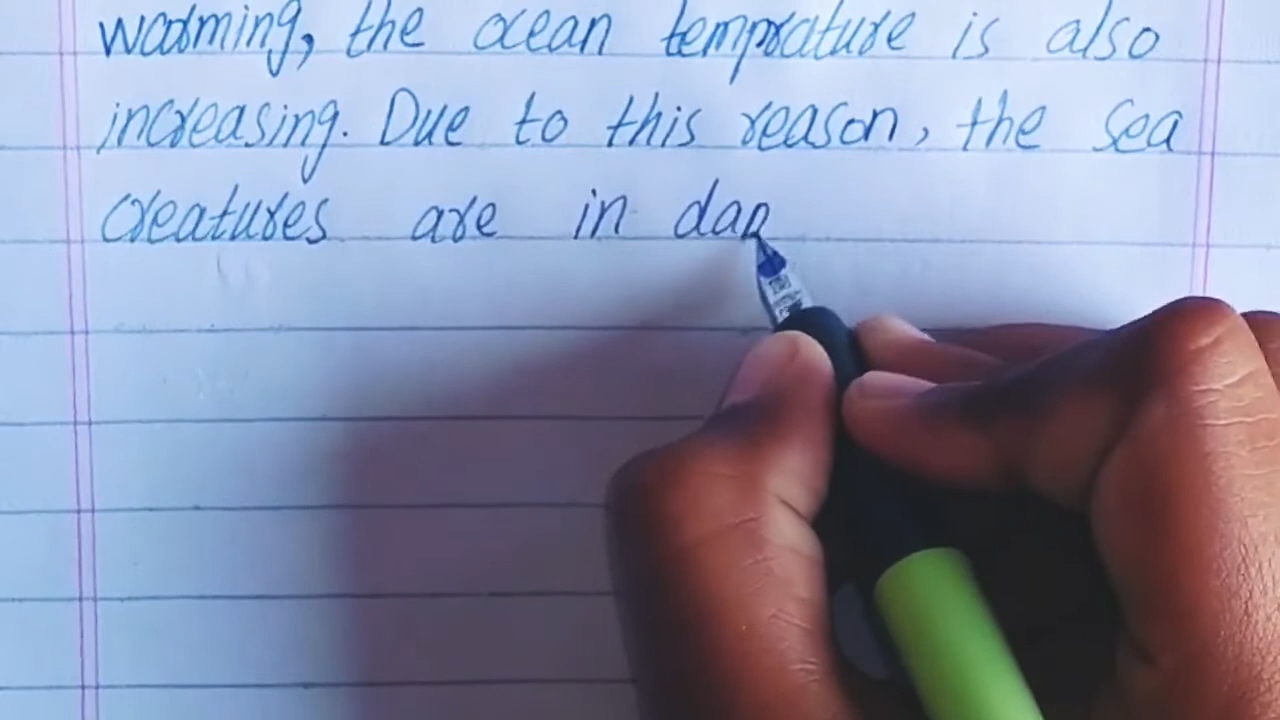 warming, the ocean temprature is also
increasing. Due to this reason, the sea
creatures are in dan